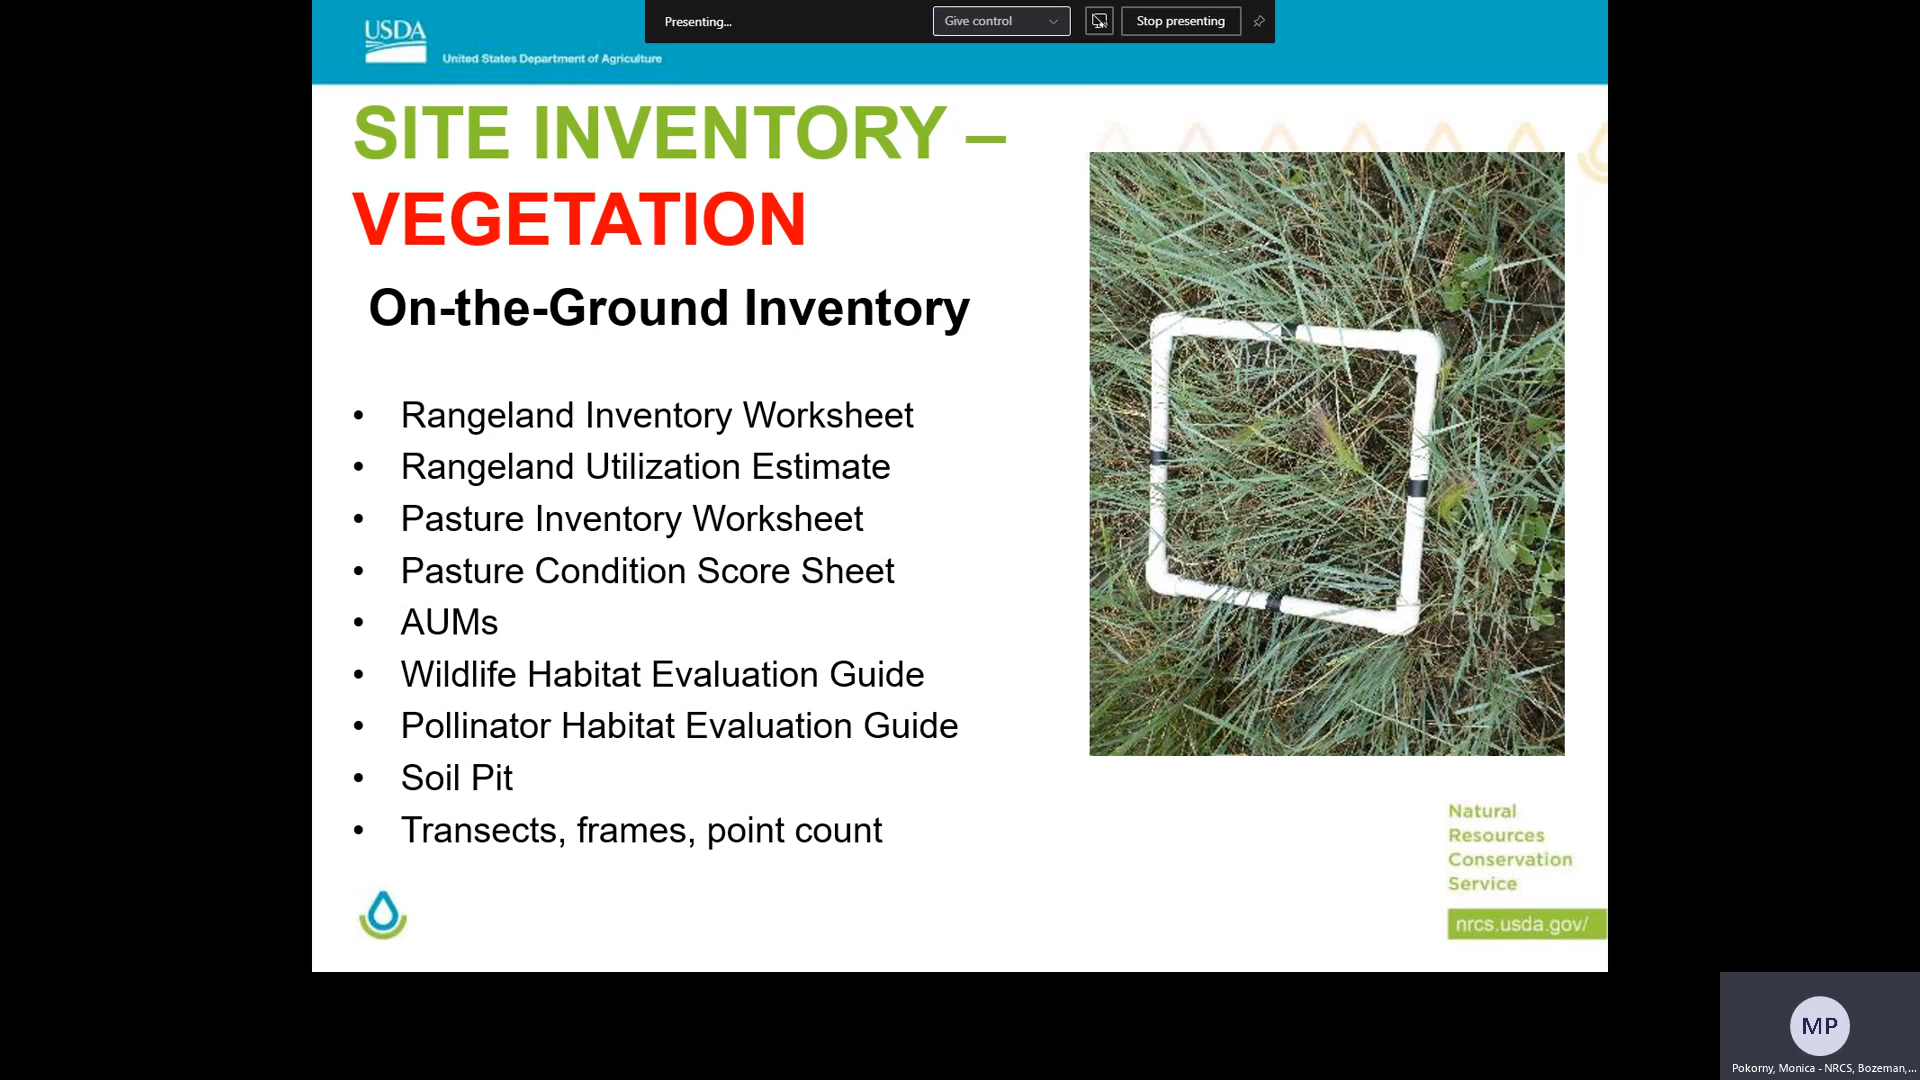 Presenting...
Give control
Stop presenting
USDA
United States Department of Agriculture
SITE INVENTORY –
VEGETATION
On-the-Ground Inventory
• Rangeland Inventory Worksheet
• Rangeland Utilization Estimate
• Pasture Inventory Worksheet
• Pasture Condition Score Sheet
• AUMs
• Wildlife Habitat Evaluation Guide
• Pollinator Habitat Evaluation Guide
• Soil Pit
• Transects, frames, point count
Natural
Resources
Conservation
Service
nrcs.usda.gov/
MP
Pokorny, Monica - NRCS, Bozeman,...